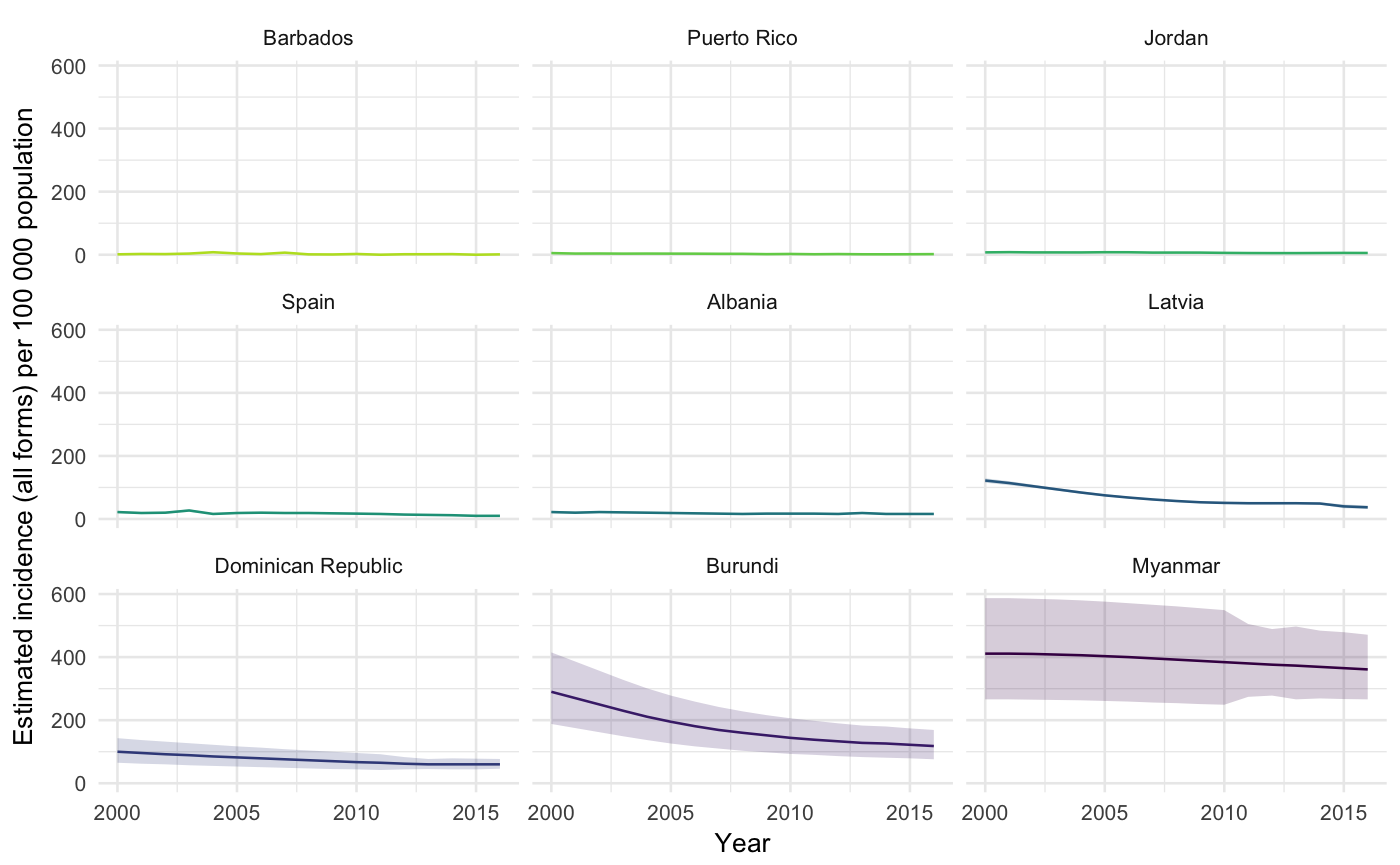 Barbados Puerto Rico Jordan
600
400
200
0
Spain Albania Latvia
600
400
200
0
Dominican Republic Burundi Myanmar
600
400
200
0
2000 2005 2010 2015 2000 2005 2010 2015 2000 2005 2010 2015
Year
Estimated incidence (all forms) per 100 000 population